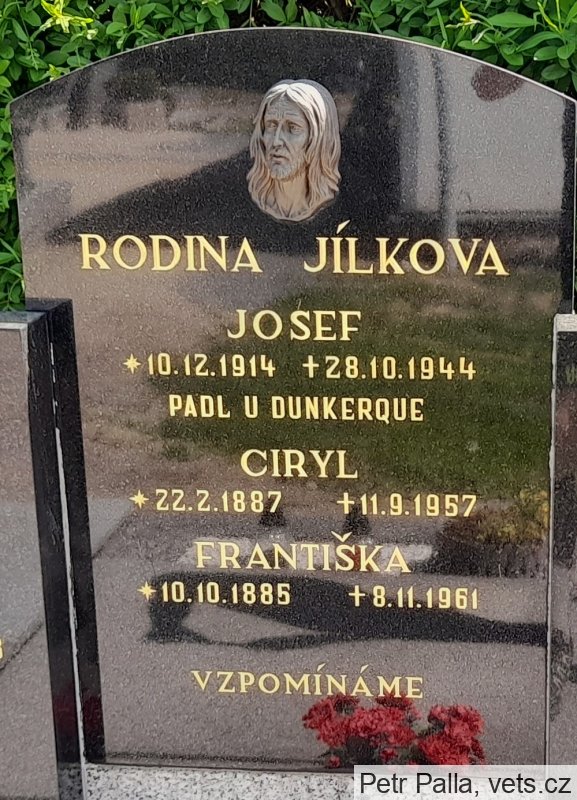 RODINA JÍLKOVA
JOSEF
*10.12.1914 +28.10.1944
PADL U DUNKERQUE
CIRYL
*22.2.1887 +11.9.1957
FRANTIŠKA
*10.10.1885 +8.11.1961
VZPOMÍNÁME
Petr Palla, vets.cz